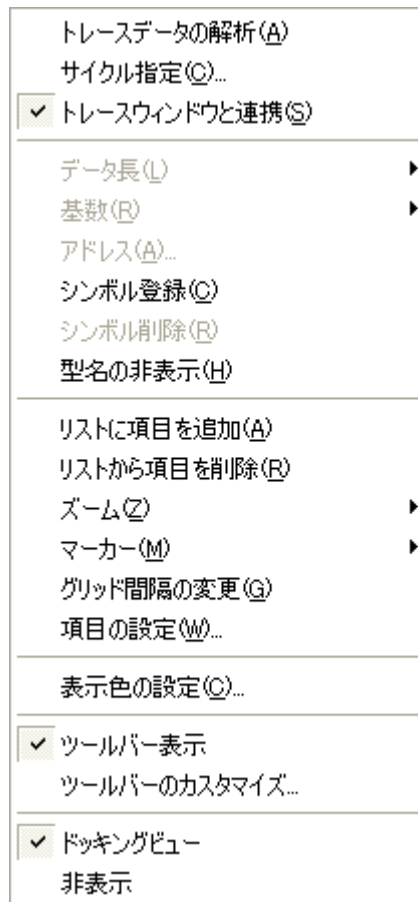 トレースデータの解析(A)
サイクル指定(C)...
トレースウィンドウと連携(S)
データ長(L)
基数(R)
アドレス(A)...
シンボル登録(C)
シンボル削除(R)
型名の非表示(H)
リストに項目を追加(A)
リストから項目を削除(R)
ズーム(Z)
マーカー(M)
グリッド間隔の変更(G)
項目の設定(W)...
表示色の設定(C)...
ツールバー表示
ツールバーのカスタマイズ...
ドッキングビュー
非表示